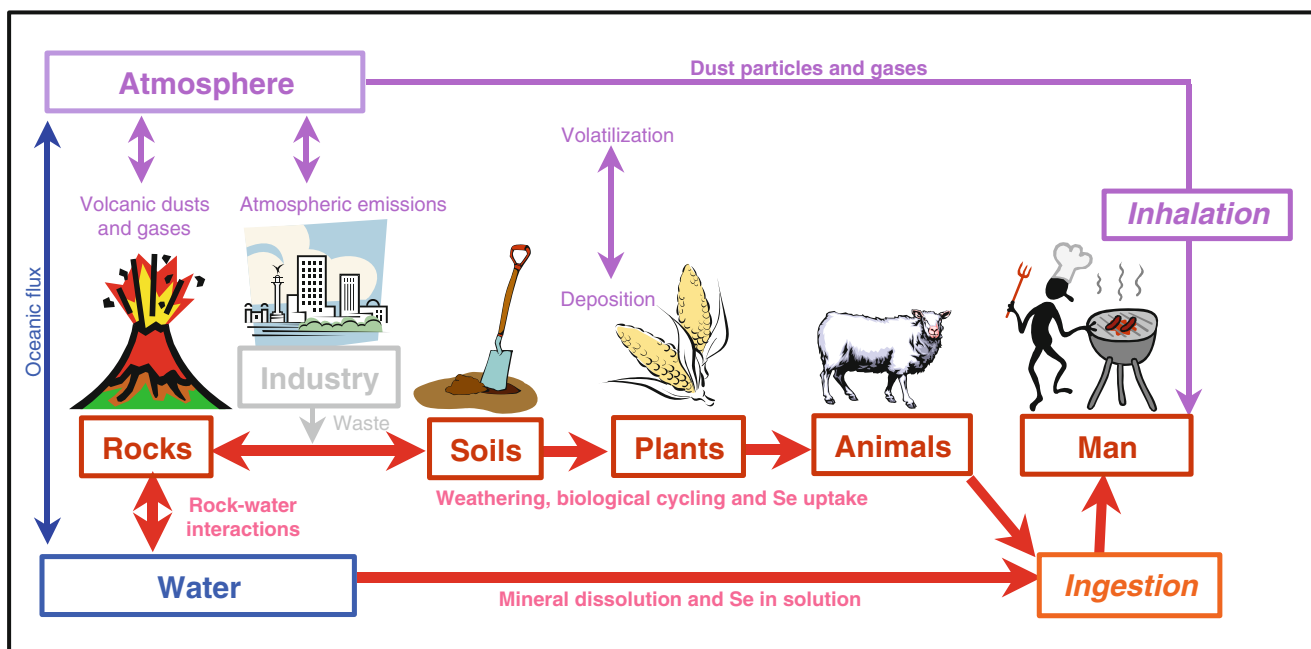 Atmosphere
Dust particles and gases
Volatilization
Volcanic dusts
and gases
Atmospheric emissions
Inhalation
Oceanic flux
Deposition
Industry
Waste
Rocks
Soils
Plants
Animals
Man
Weathering, biological cycling and Se uptake
Rock-water
interactions
Water
Mineral dissolution and Se in solution
Ingestion